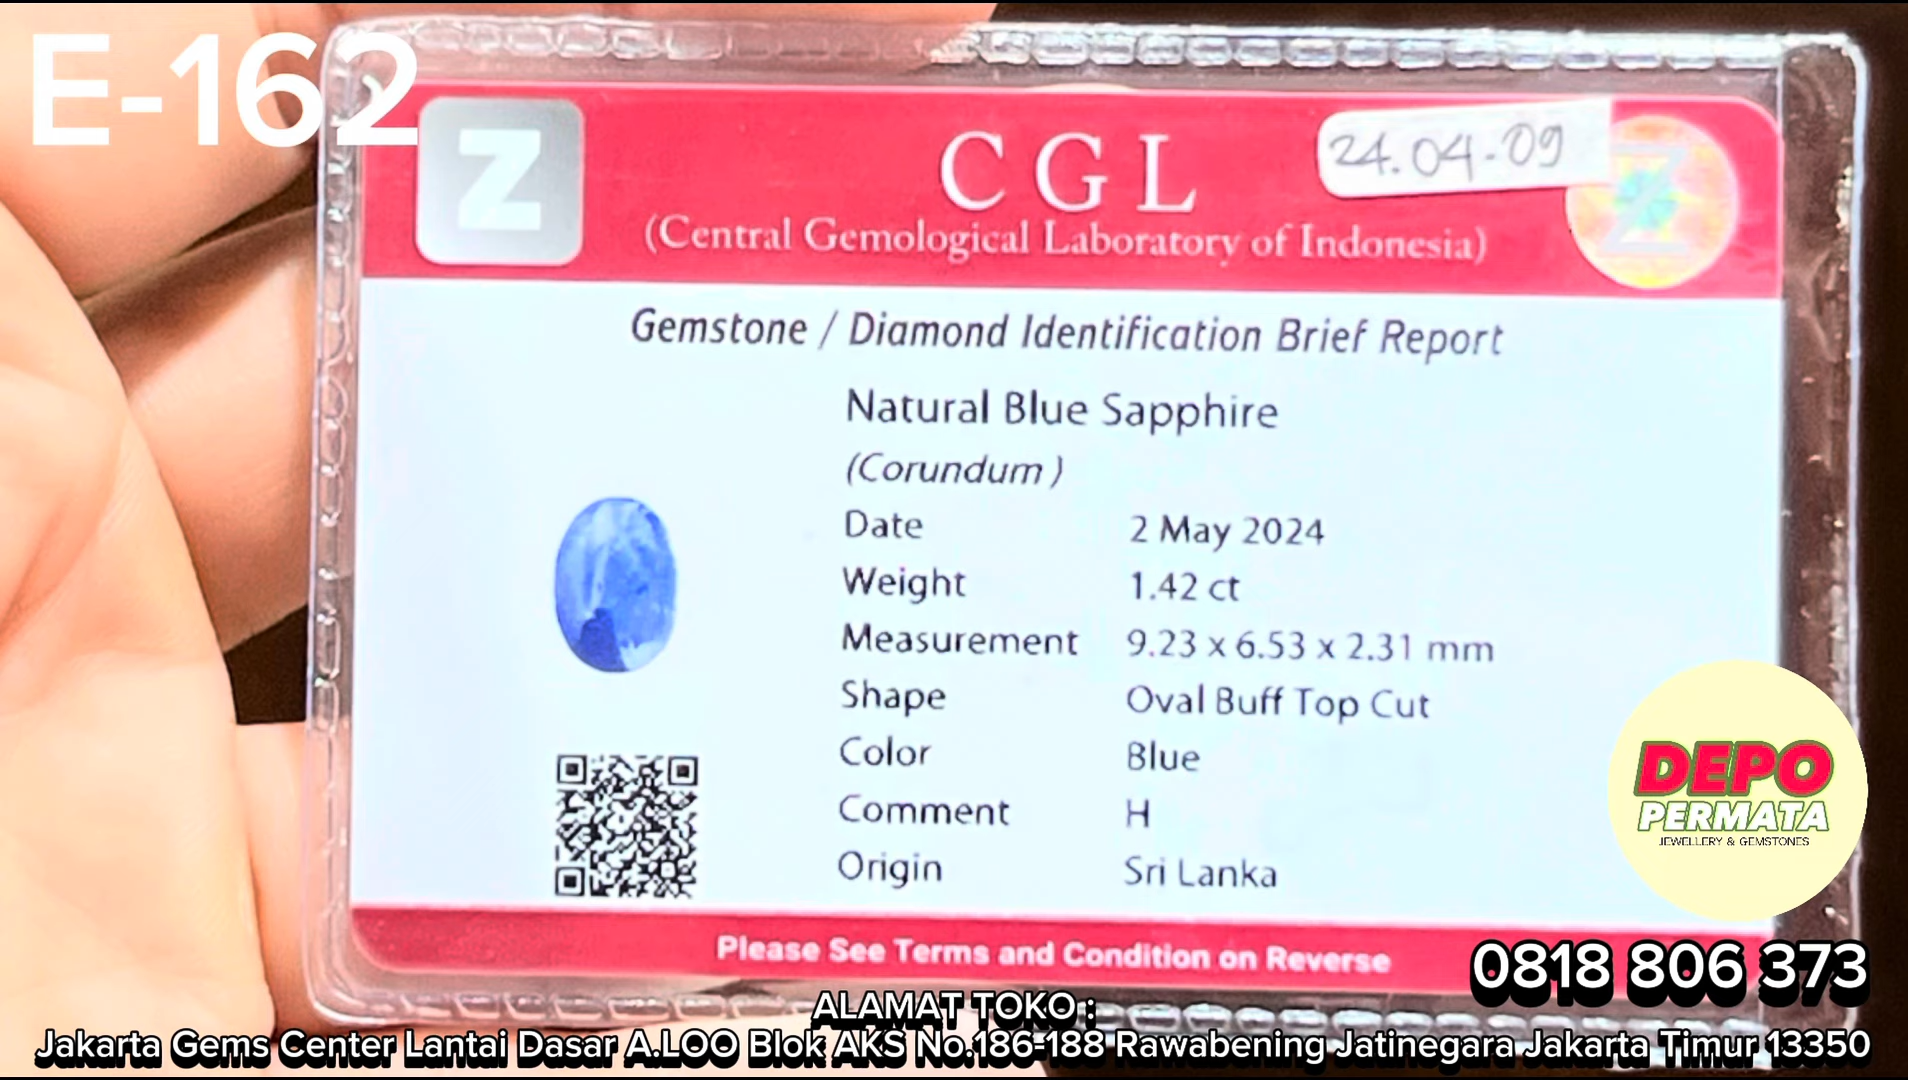 E-162
Z
CGL
24.04-09
(Central Gemological Laboratory of Indonesia)
Z
Gemstone / Diamond Identification Brief Report
Natural Blue Sapphire
(Corundum )
Date 2 May 2024
Weight 1.42 ct
Measurement 9.23 x 6.53 x 2.31 mm
Shape Oval Buff Top Cut
Color Blue
Comment H
Origin Sri Lanka
Please See Terms and Condition on Reverse
DEPO
PERMATA
JEWELLERY & GEMSTONES
0818 806 373
ALAMAT TOKO :
Jakarta Gems Center Lantai Dasar A.LOO Blok AKS No.186-188 Rawabening Jatinegara Jakarta Timur 13350